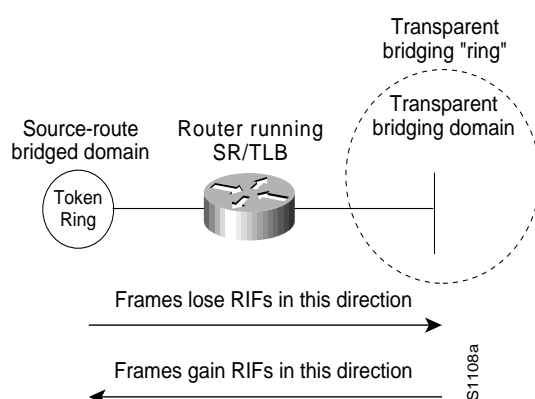 Transparent
bridging "ring"
Transparent
bridging domain
Source-route
bridged domain
Router running
SR/TLB
Token
Ring
Frames lose RIFs in this direction
Frames gain RIFs in this direction
S1108a